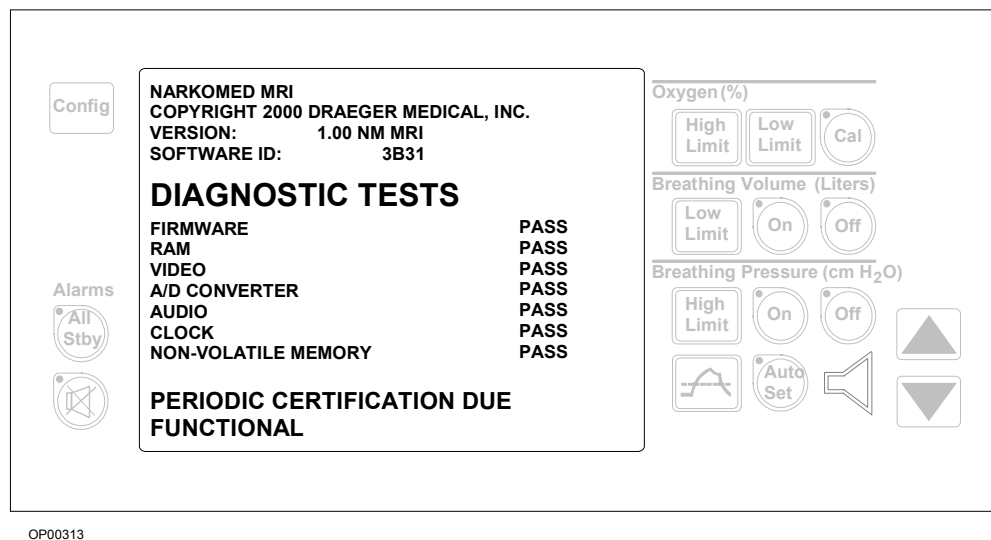 Config
NARKOMED MRI
COPYRIGHT 2000 DRAEGER MEDICAL, INC.
VERSION: 1.00 NM MRI
SOFTWARE ID: 3B31
DIAGNOSTIC TESTS
FIRMWARE PASS
RAM PASS
VIDEO PASS
A/D CONVERTER PASS
AUDIO PASS
CLOCK PASS
NON-VOLATILE MEMORY PASS
PERIODIC CERTIFICATION DUE
FUNCTIONAL
Alarms
All
Stby
Oxygen (%)
High
Limit
Low
Limit
Cal
Breathing Volume (Liters)
Low
Limit
On
Off
Breathing Pressure (cm H2O)
High
Limit
On
Off
Auto
Set
OP00313